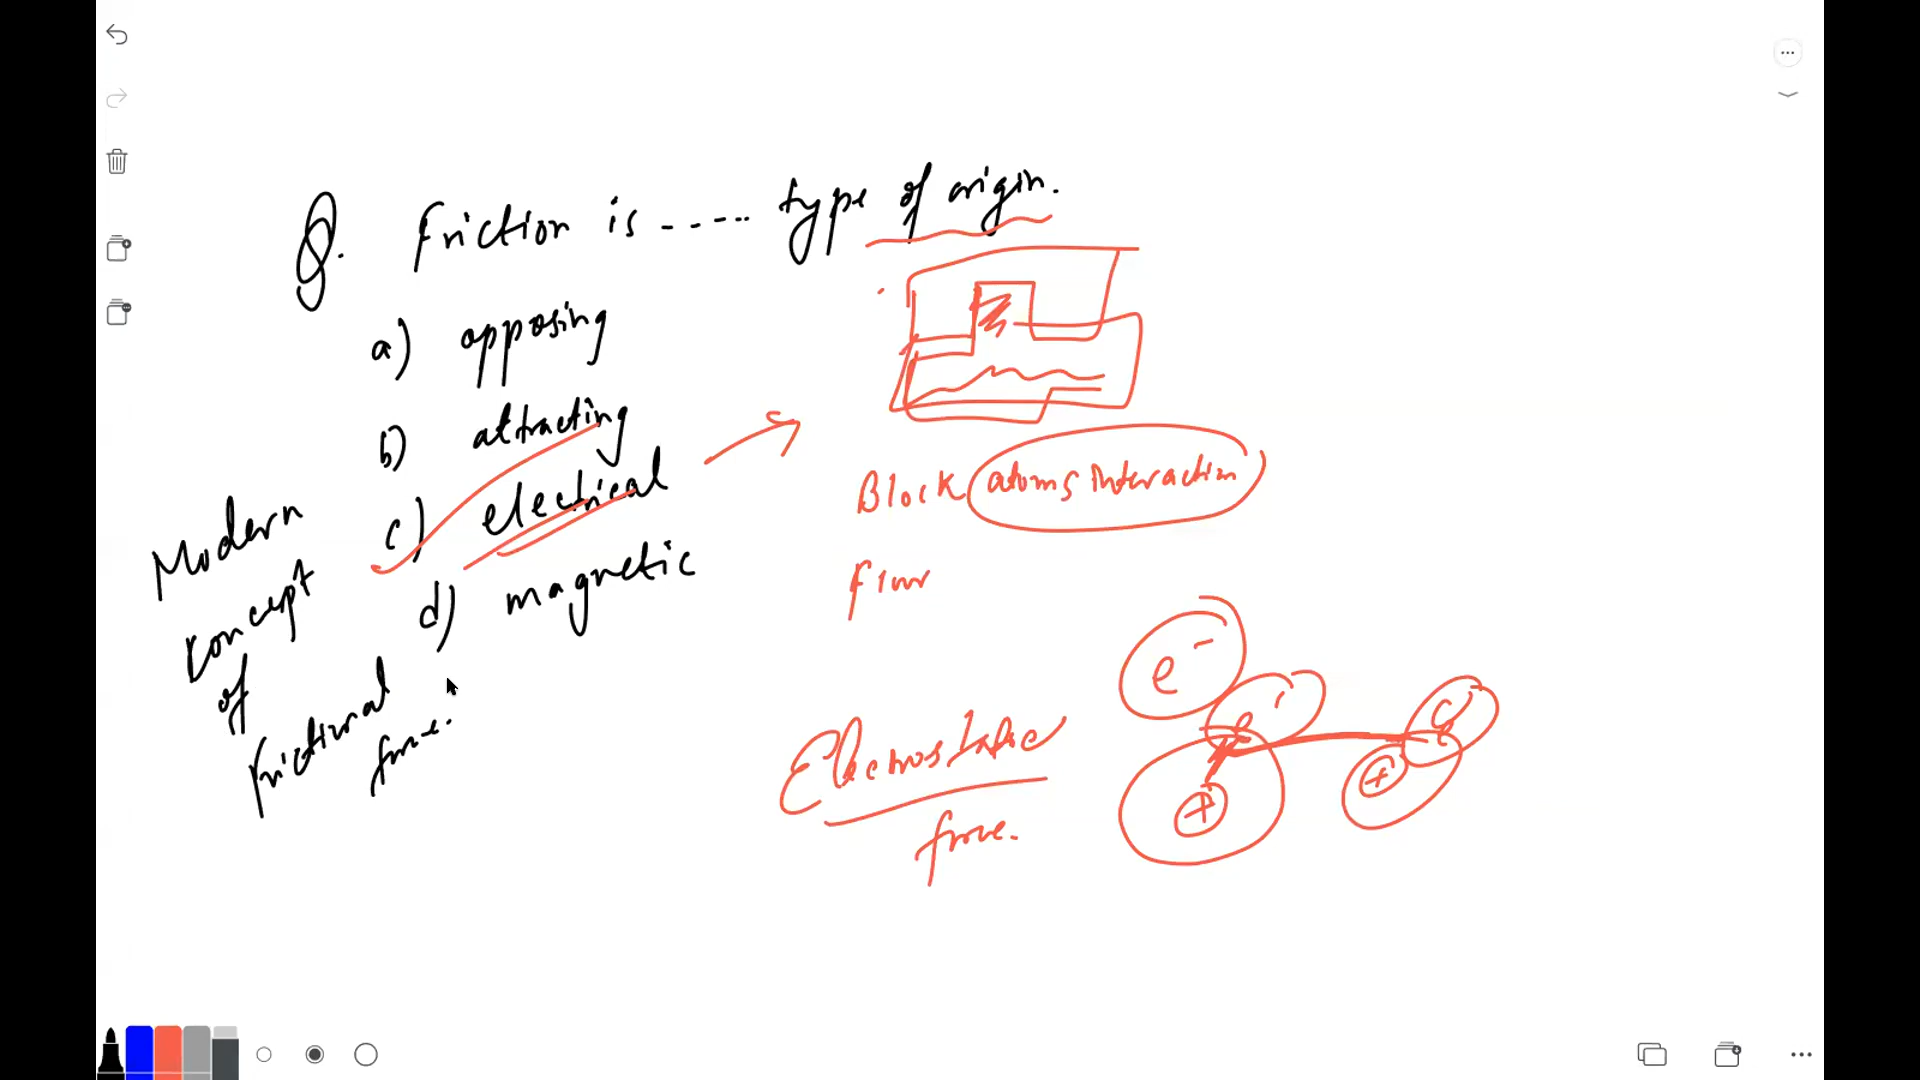 Q. Friction is ----- type of origin.
a) opposing
b) attracting
c) electrical
d) magnetic
Modern
concept
of
frictional
force.
Block atoms interaction
Floor
Electrostatic
force.
e⁻
e⁻
+
+